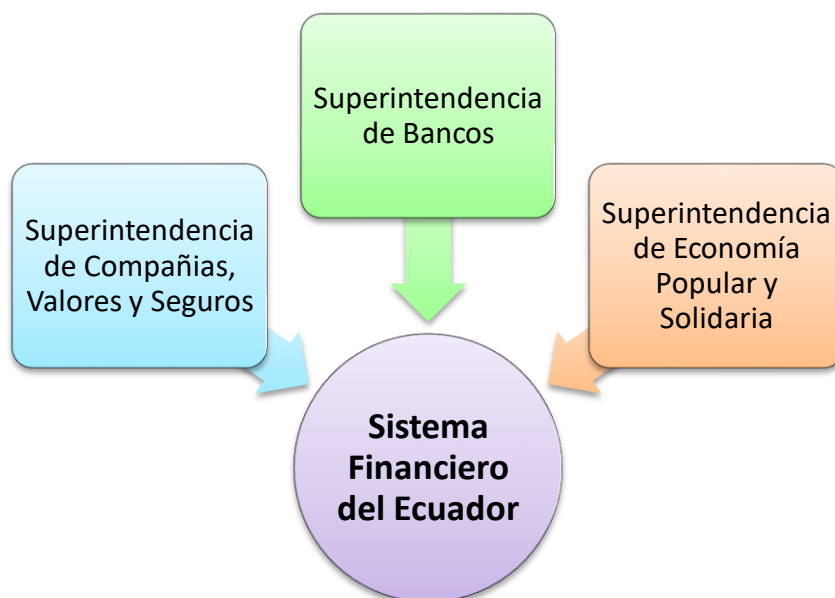 Superintendencia
de Bancos
Superintendencia
de Compañias,
Valores y Seguros
Superintendencia
de Economía
Popular y
Solidaria
Sistema
Financiero
del Ecuador